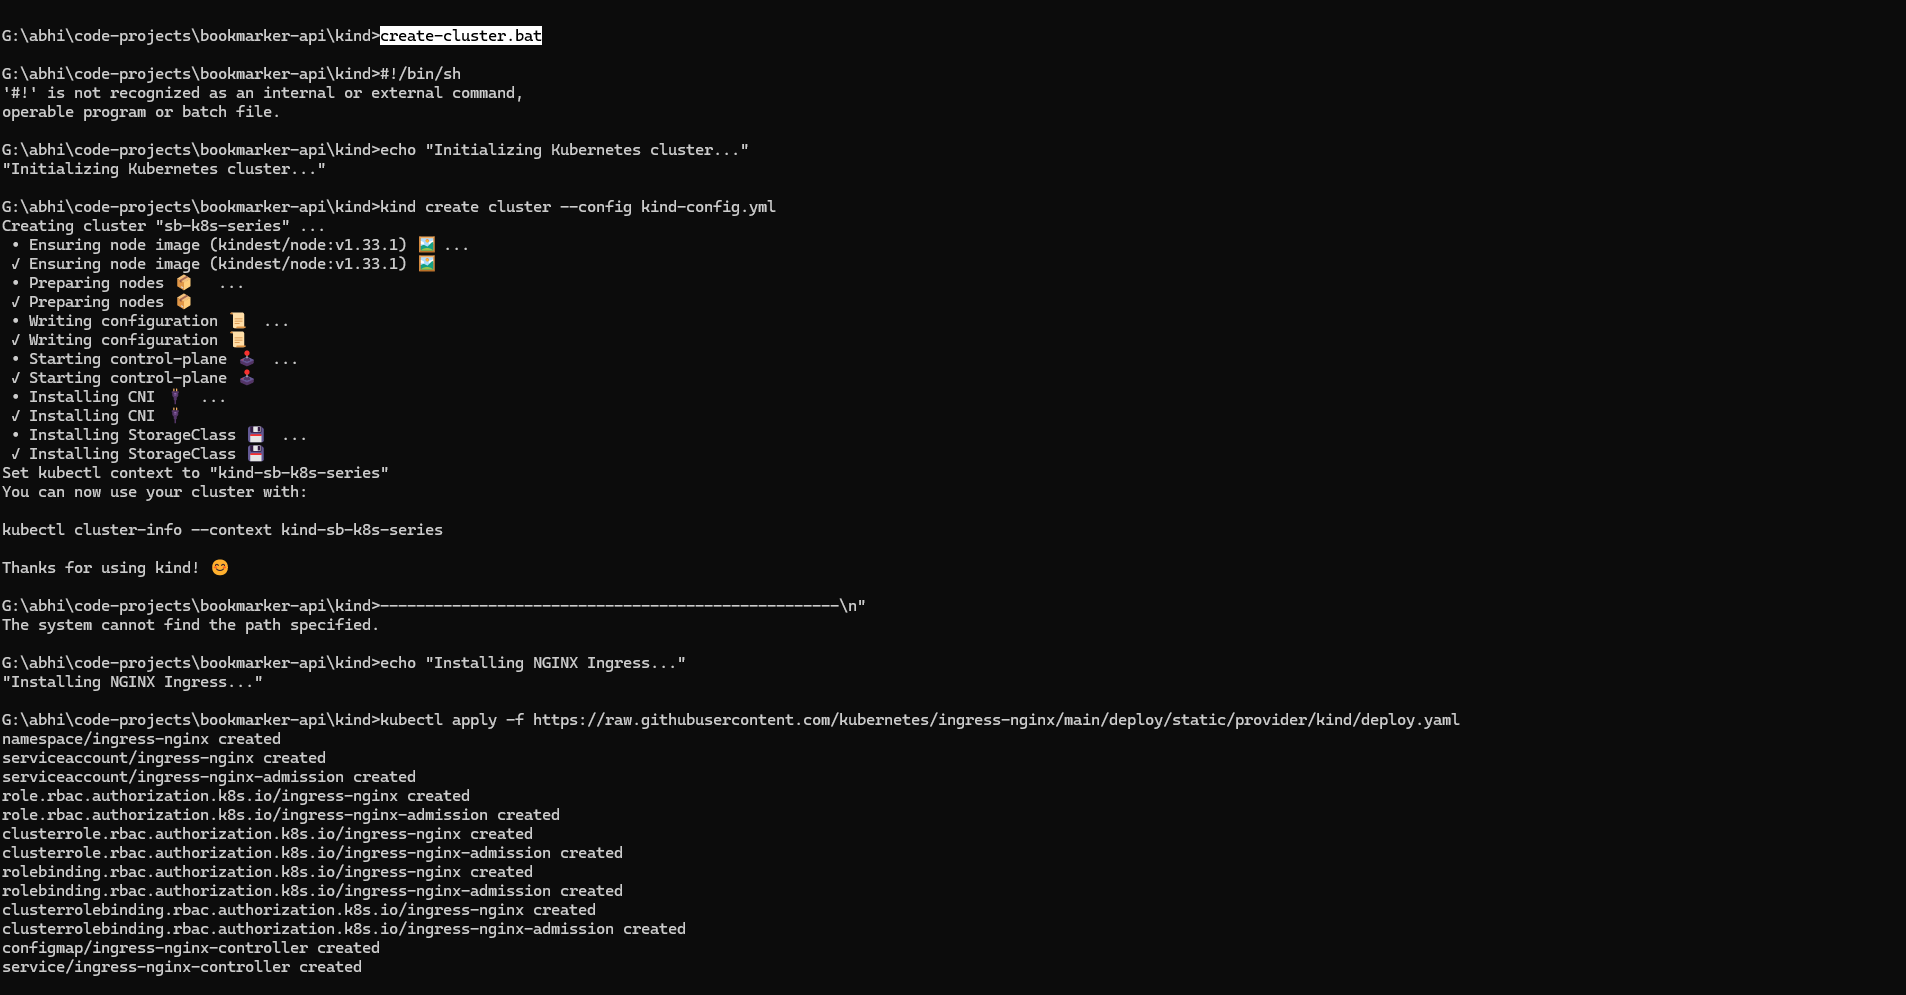 G:\abhi\code-projects\bookmarker-api\kind>create-cluster.bat
G:\abhi\code-projects\bookmarker-api\kind>#!/bin/sh
'#!' is not recognized as an internal or external command,
operable program or batch file.
G:\abhi\code-projects\bookmarker-api\kind>echo "Initializing Kubernetes cluster..."
"Initializing Kubernetes cluster..."
G:\abhi\code-projects\bookmarker-api\kind>kind create cluster --config kind-config.yml
Creating cluster "sb-k8s-series" ...
• Ensuring node image (kindest/node:v1.33.1) 🖼 ...
✓ Ensuring node image (kindest/node:v1.33.1) 🖼
• Preparing nodes 📦 ...
✓ Preparing nodes 📦
• Writing configuration 📜 ...
✓ Writing configuration 📜
• Starting control-plane 🕹 ...
✓ Starting control-plane 🕹
• Installing CNI 🔌 ...
✓ Installing CNI 🔌
• Installing StorageClass 💾 ...
✓ Installing StorageClass 💾
Set kubectl context to "kind-sb-k8s-series"
You can now use your cluster with:
kubectl cluster-info --context kind-sb-k8s-series
Thanks for using kind! 😊
G:\abhi\code-projects\bookmarker-api\kind>---------------------------------------------------\n"
The system cannot find the path specified.
G:\abhi\code-projects\bookmarker-api\kind>echo "Installing NGINX Ingress..."
"Installing NGINX Ingress..."
G:\abhi\code-projects\bookmarker-api\kind>kubectl apply -f https://raw.githubusercontent.com/kubernetes/ingress-nginx/main/deploy/static/provider/kind/deploy.yaml
namespace/ingress-nginx created
serviceaccount/ingress-nginx created
serviceaccount/ingress-nginx-admission created
role.rbac.authorization.k8s.io/ingress-nginx created
role.rbac.authorization.k8s.io/ingress-nginx-admission created
clusterrole.rbac.authorization.k8s.io/ingress-nginx created
clusterrole.rbac.authorization.k8s.io/ingress-nginx-admission created
rolebinding.rbac.authorization.k8s.io/ingress-nginx created
rolebinding.rbac.authorization.k8s.io/ingress-nginx-admission created
clusterrolebinding.rbac.authorization.k8s.io/ingress-nginx created
clusterrolebinding.rbac.authorization.k8s.io/ingress-nginx-admission created
configmap/ingress-nginx-controller created
service/ingress-nginx-controller created